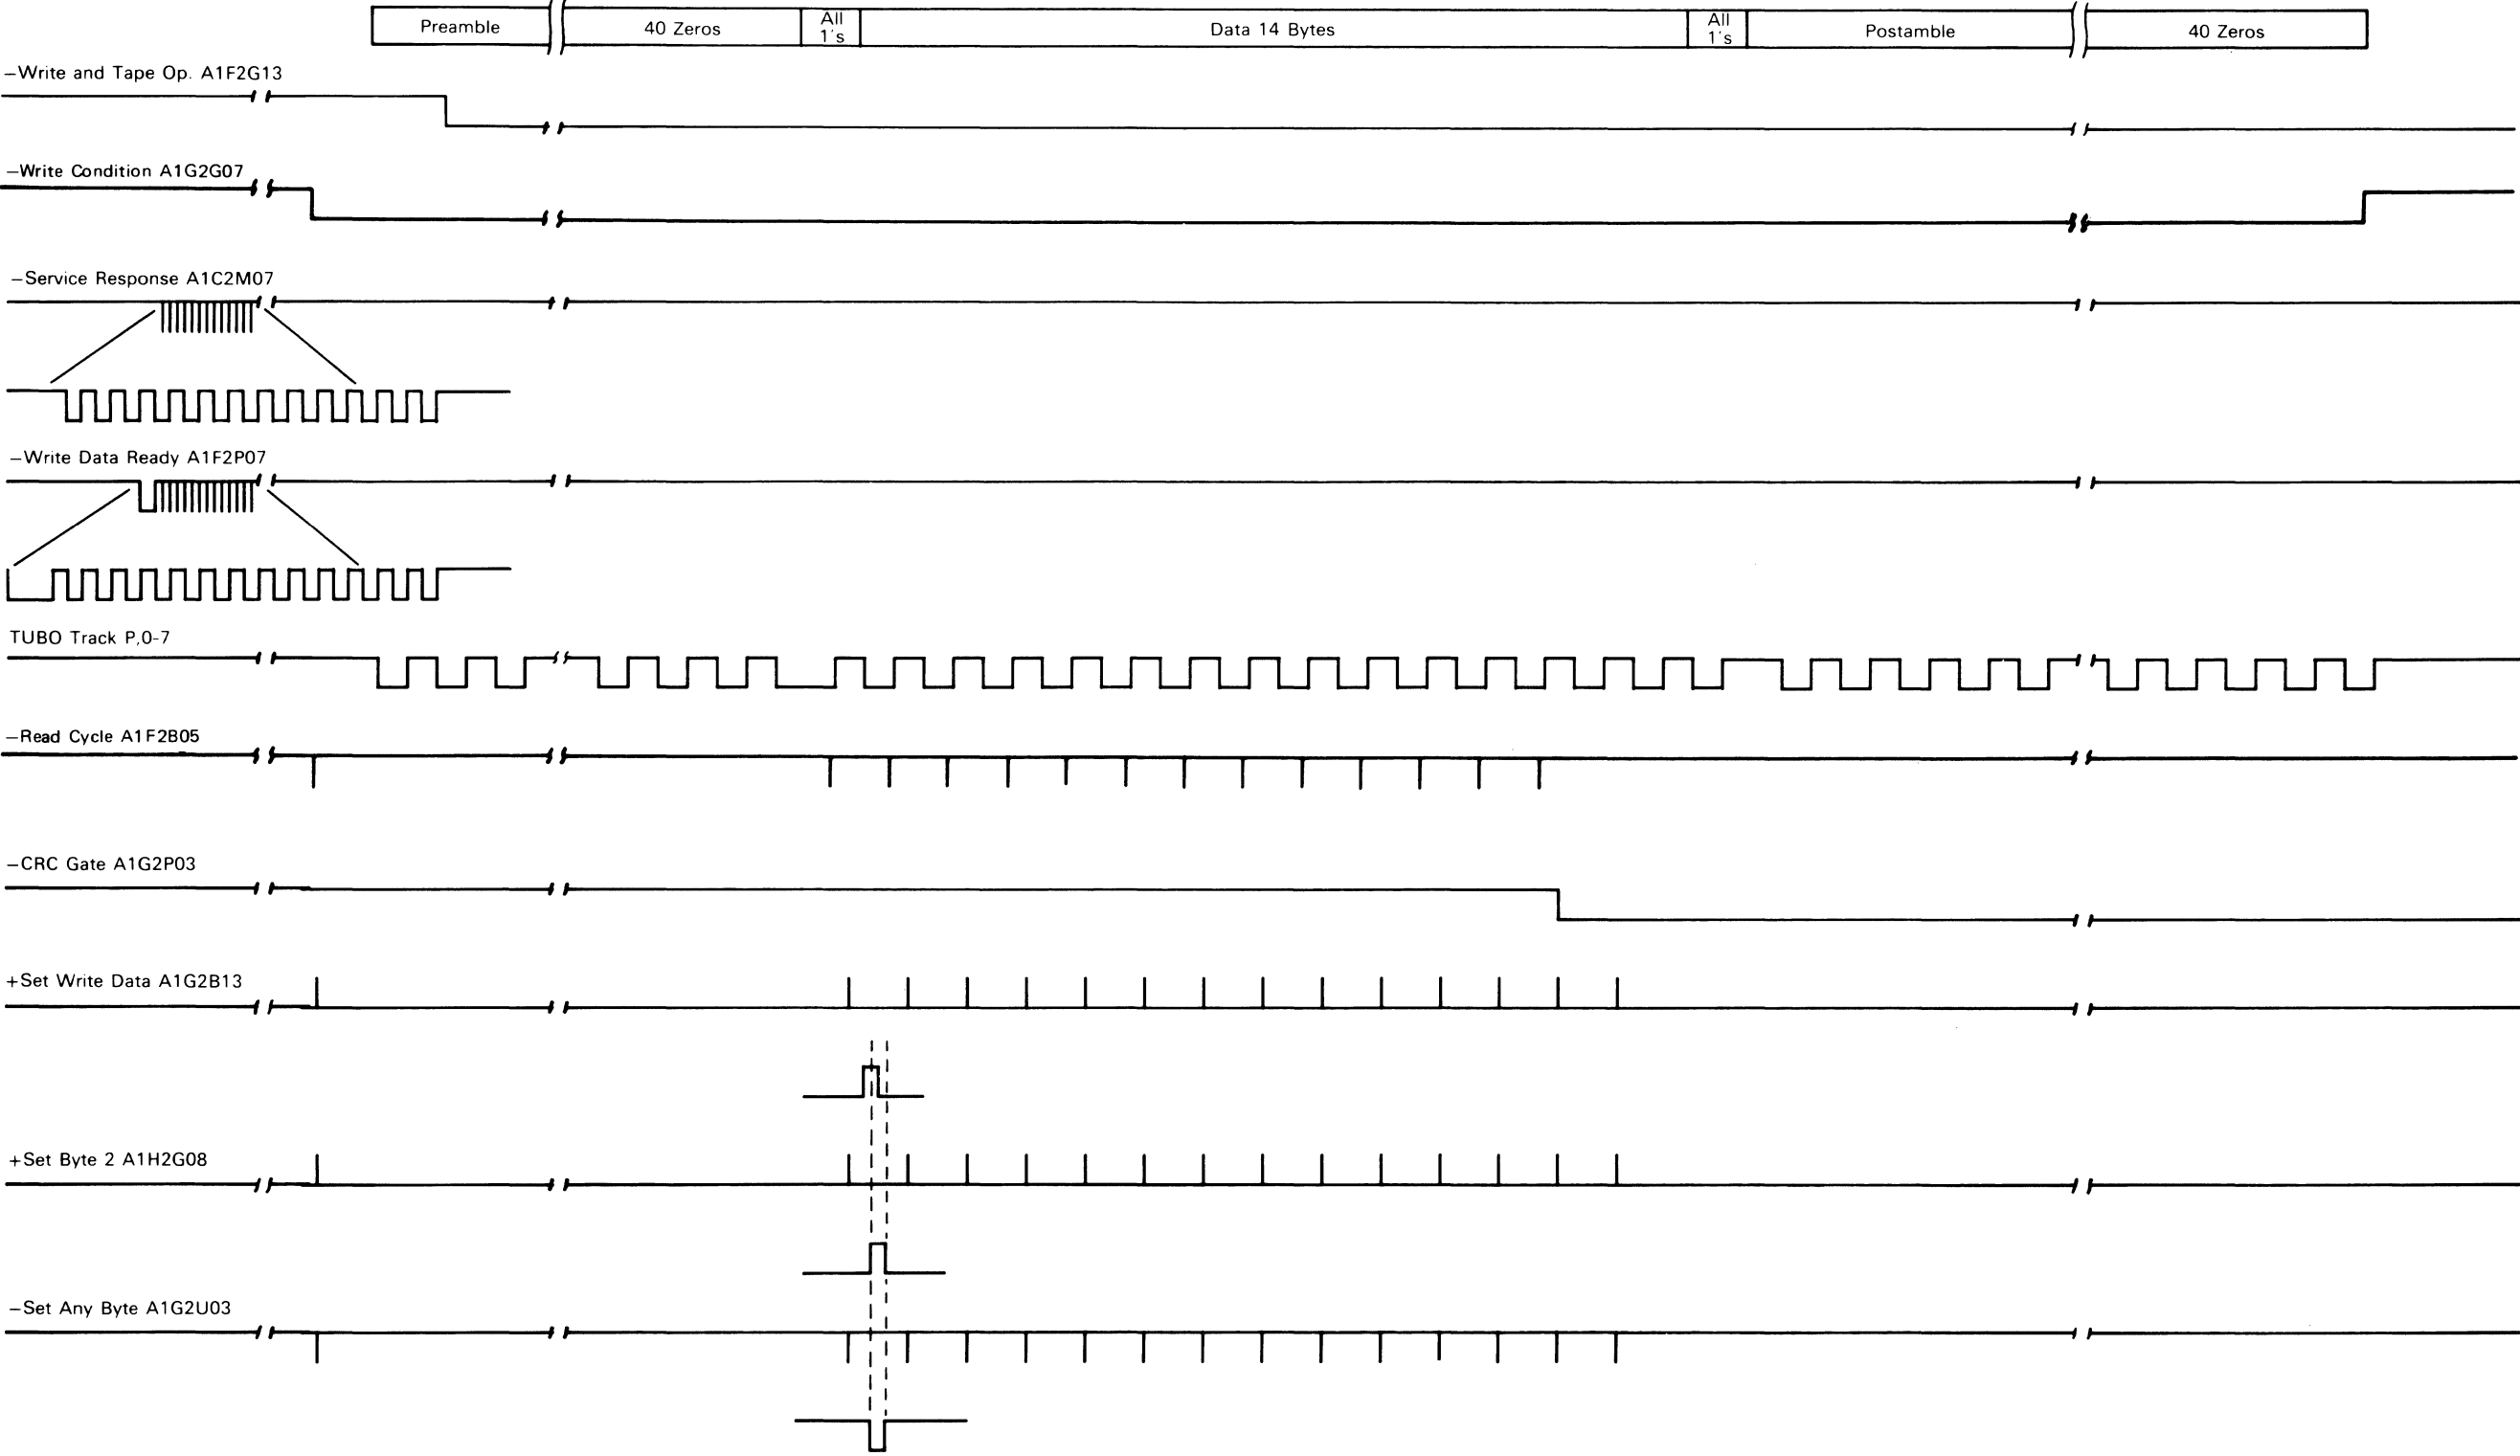 Preamble
40 Zeros
All
1's
Data 14 Bytes
All
1's
Postamble
40 Zeros
—Write and Tape Op. A1F2G13
—Write Condition A1G2G07
—Service Response A1C2M07
—Write Data Ready A1F2P07
TUBO Track P,0-7
—Read Cycle A1F2B05
—CRC Gate A1G2P03
+Set Write Data A1G2B13
+Set Byte 2 A1H2G08
—Set Any Byte A1G2U03